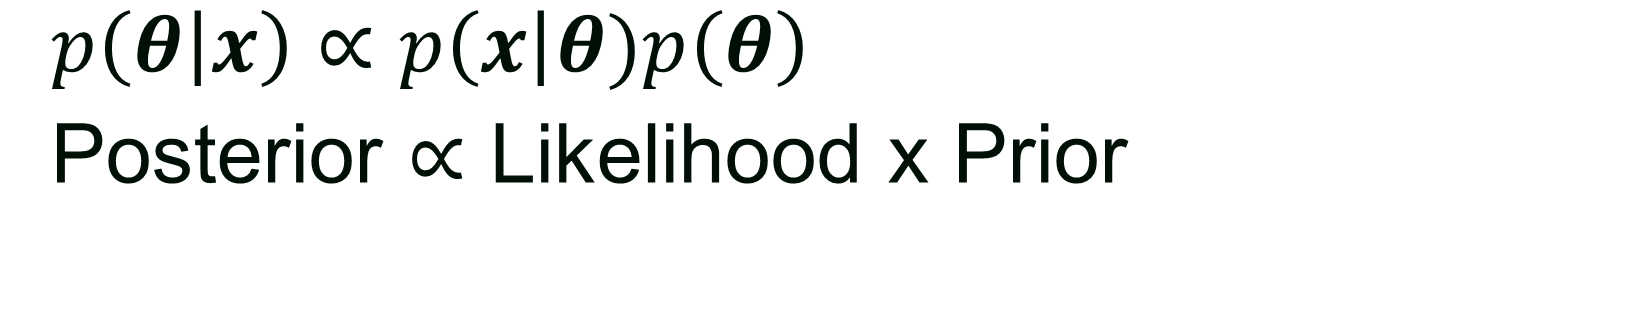 p(θ|x) ∝ p(x|θ)p(θ)
Posterior ∝ Likelihood x Prior